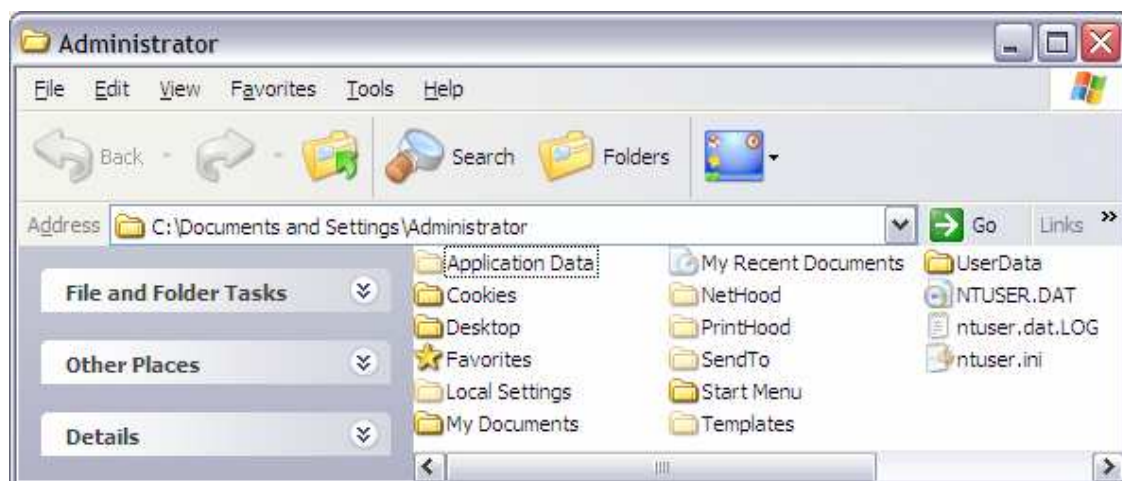 Administrator
File Edit View Favorites Tools Help
Back Search Folders
Address C:\Documents and Settings\Administrator Go Links »
File and Folder Tasks
Other Places
Details
Application Data
Cookies
Desktop
Favorites
Local Settings
My Documents
My Recent Documents
NetHood
PrintHood
SendTo
Start Menu
Templates
UserData
NTUSER.DAT
ntuser.dat.LOG
ntuser.ini